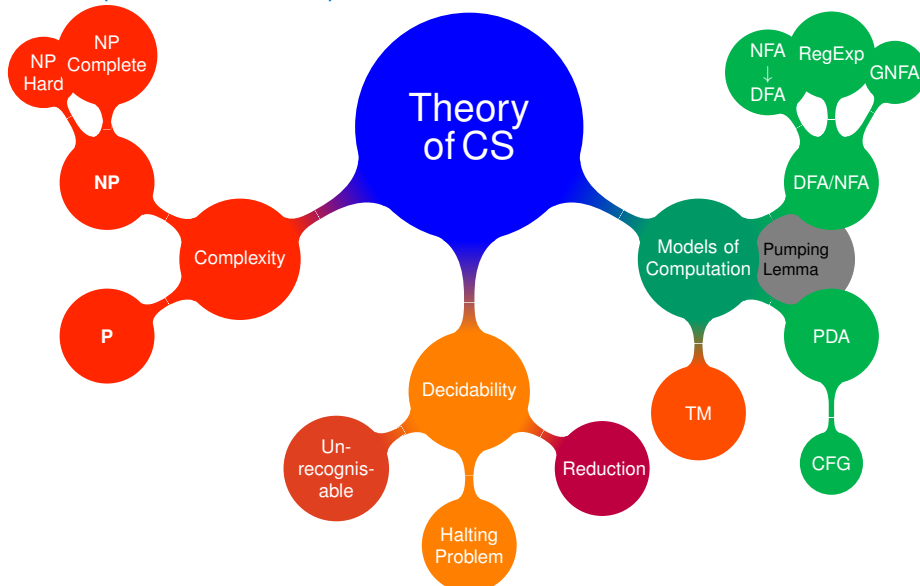 Theory
of CS
NP
Hard
NP
Complete
NP
Complexity
P
Decidability
Un-
recognis-
able
Halting
Problem
Reduction
Models of
Computation
TM
Pumping
Lemma
NFA
↓
DFA
RegExp
GNFA
DFA/NFA
PDA
CFG